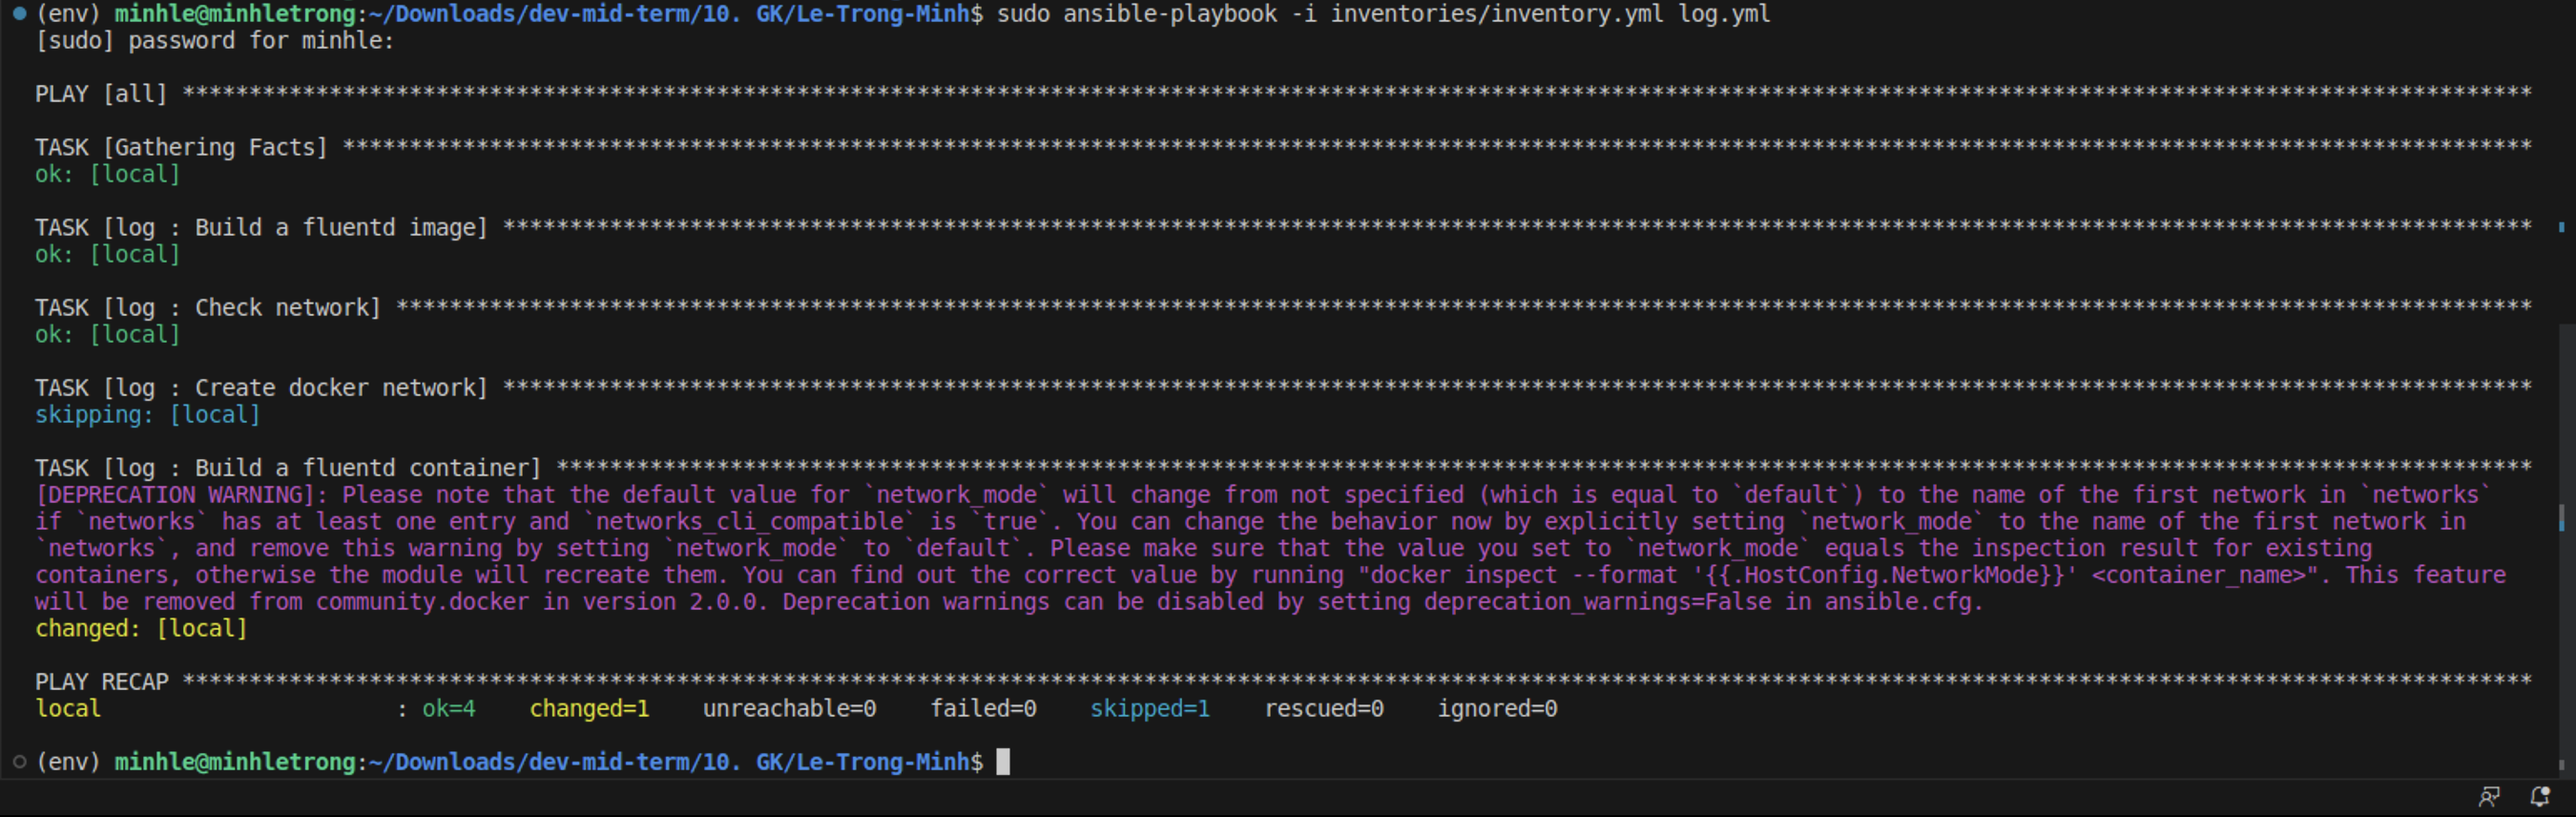 (env) minhle@minhletrong:~/Downloads/dev-mid-term/10. GK/Le-Trong-Minh$ sudo ansible-playbook -i inventories/inventory.yml log.yml
[sudo] password for minhle:
PLAY [all] ********************************************************************************************************************************************************************************
TASK [Gathering Facts] ********************************************************************************************************************************************************************
ok: [local]
TASK [log : Build a fluentd image] ********************************************************************************************************************************************************
ok: [local]
TASK [log : Check network] ****************************************************************************************************************************************************************
ok: [local]
TASK [log : Create docker network] ********************************************************************************************************************************************************
skipping: [local]
TASK [log : Build a fluentd container] ****************************************************************************************************************************************************
[DEPRECATION WARNING]: Please note that the default value for `network_mode` will change from not specified (which is equal to `default`) to the name of the first network in `networks`
if `networks` has at least one entry and `networks_cli_compatible` is `true`. You can change the behavior now by explicitly setting `network_mode` to the name of the first network in
`networks`, and remove this warning by setting `network_mode` to `default`. Please make sure that the value you set to `network_mode` equals the inspection result for existing
containers, otherwise the module will recreate them. You can find out the correct value by running "docker inspect --format '{{.HostConfig.NetworkMode}}' <container_name>". This feature
will be removed from community.docker in version 2.0.0. Deprecation warnings can be disabled by setting deprecation_warnings=False in ansible.cfg.
changed: [local]
PLAY RECAP ********************************************************************************************************************************************************************************
local                      : ok=4    changed=1    unreachable=0    failed=0    skipped=1    rescued=0    ignored=0
(env) minhle@minhletrong:~/Downloads/dev-mid-term/10. GK/Le-Trong-Minh$